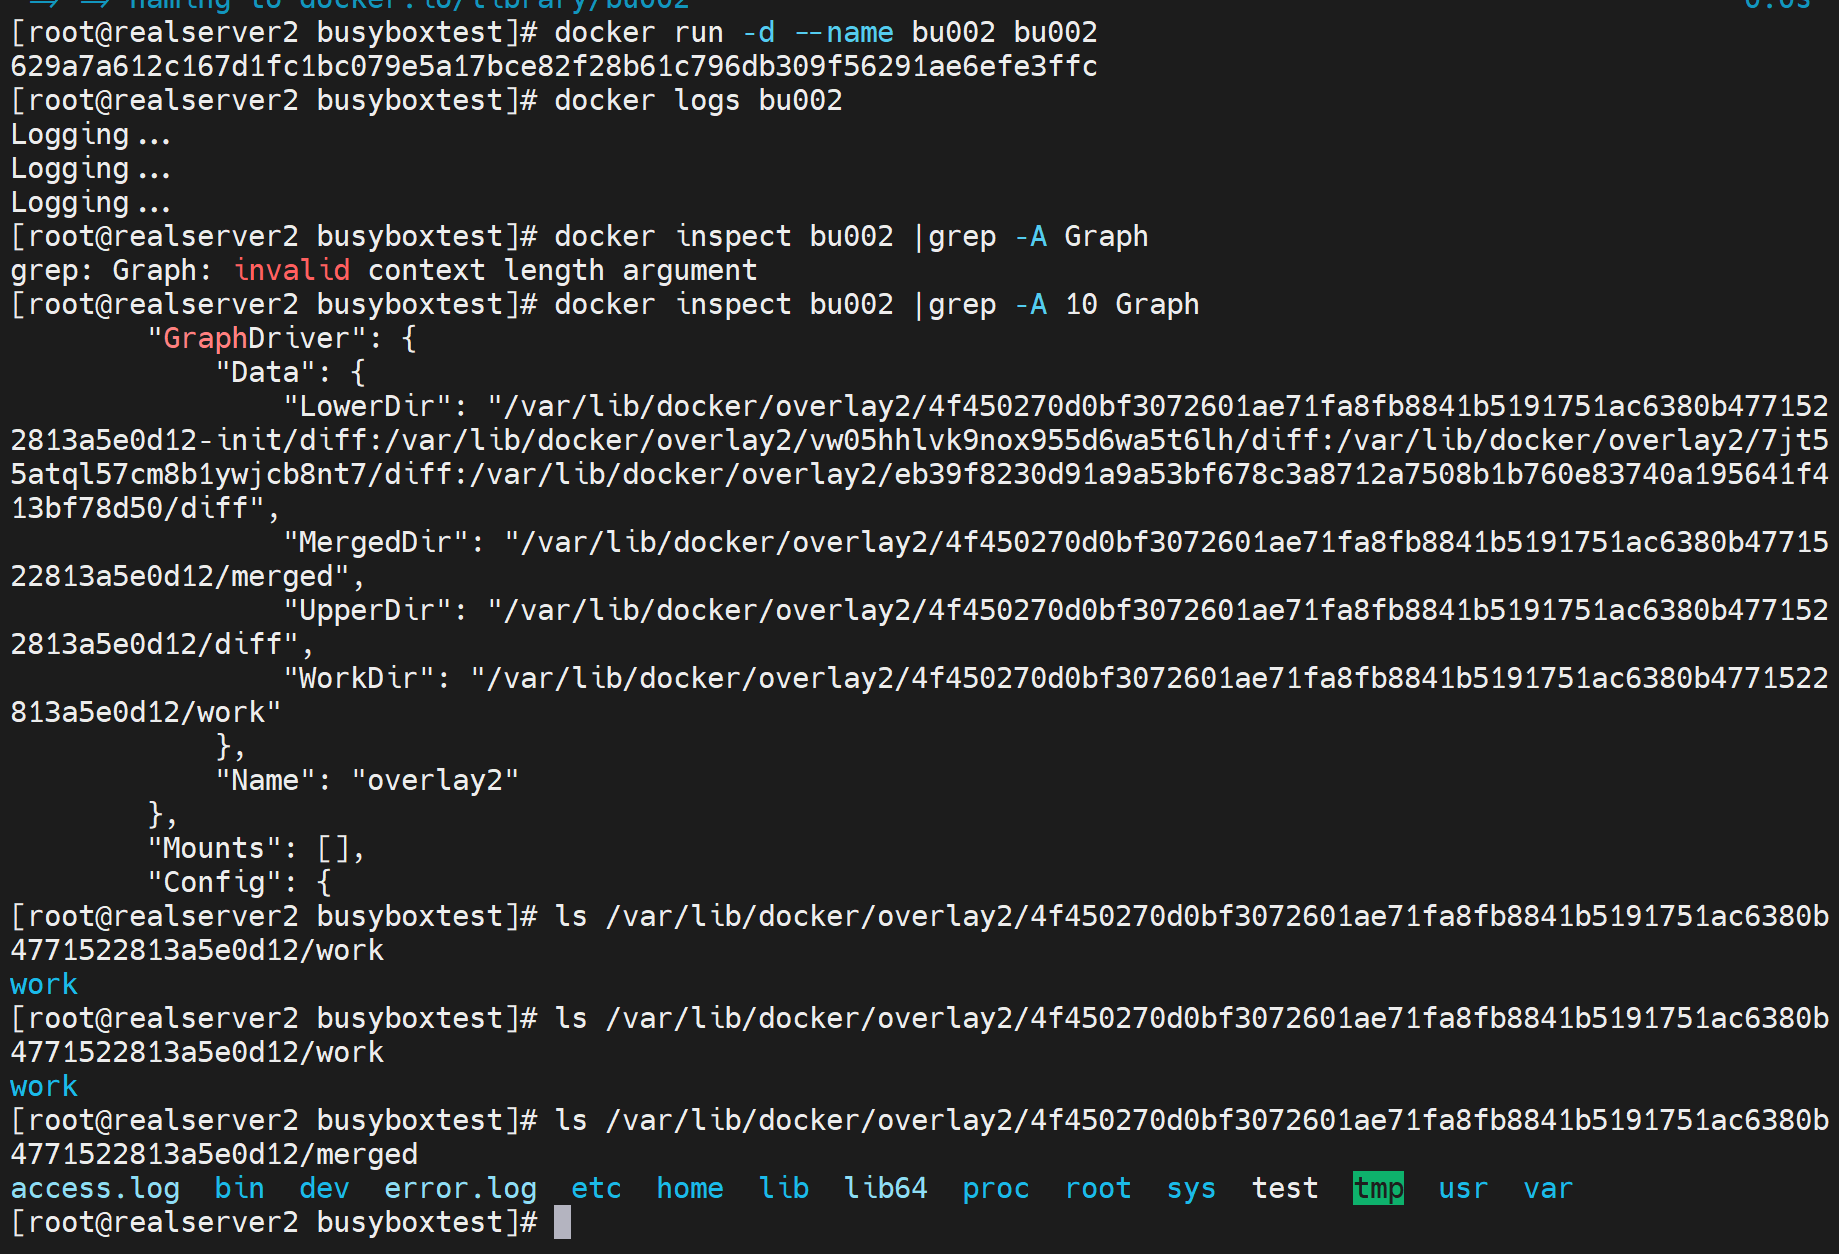 ⇒ ⇒ naming to docker.io/library/bu002 0.0s
[root@realserver2 busyboxtest]# docker run -d --name bu002 bu002
629a7a612c167d1fc1bc079e5a17bce82f28b61c796db309f56291ae6efe3ffc
[root@realserver2 busyboxtest]# docker logs bu002
Logging...
Logging...
Logging...
[root@realserver2 busyboxtest]# docker inspect bu002 |grep -A Graph
grep: Graph: invalid context length argument
[root@realserver2 busyboxtest]# docker inspect bu002 |grep -A 10 Graph
"GraphDriver": {
"Data": {
"LowerDir": "/var/lib/docker/overlay2/4f450270d0bf3072601ae71fa8fb8841b5191751ac6380b477152
2813a5e0d12-init/diff:/var/lib/docker/overlay2/vw05hhlvk9nox955d6wa5t6lh/diff:/var/lib/docker/overlay2/7jt5
5atql57cm8b1ywjcb8nt7/diff:/var/lib/docker/overlay2/eb39f8230d91a9a53bf678c3a8712a7508b1b760e83740a195641f4
13bf78d50/diff",
"MergedDir": "/var/lib/docker/overlay2/4f450270d0bf3072601ae71fa8fb8841b5191751ac6380b47715
22813a5e0d12/merged",
"UpperDir": "/var/lib/docker/overlay2/4f450270d0bf3072601ae71fa8fb8841b5191751ac6380b477152
2813a5e0d12/diff",
"WorkDir": "/var/lib/docker/overlay2/4f450270d0bf3072601ae71fa8fb8841b5191751ac6380b4771522
813a5e0d12/work"
},
"Name": "overlay2"
},
"Mounts": [],
"Config": {
[root@realserver2 busyboxtest]# ls /var/lib/docker/overlay2/4f450270d0bf3072601ae71fa8fb8841b5191751ac6380b
4771522813a5e0d12/work
work
[root@realserver2 busyboxtest]# ls /var/lib/docker/overlay2/4f450270d0bf3072601ae71fa8fb8841b5191751ac6380b
4771522813a5e0d12/work
work
[root@realserver2 busyboxtest]# ls /var/lib/docker/overlay2/4f450270d0bf3072601ae71fa8fb8841b5191751ac6380b
4771522813a5e0d12/merged
access.log bin dev error.log etc home lib lib64 proc root sys test tmp usr var
[root@realserver2 busyboxtest]#